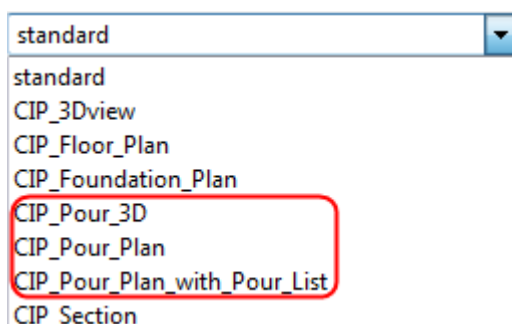 standard
standard
CIP_3Dview
CIP_Floor_Plan
CIP_Foundation_Plan
CIP_Pour_3D
CIP_Pour_Plan
CIP_Pour_Plan_with_Pour_List
CIP_Section